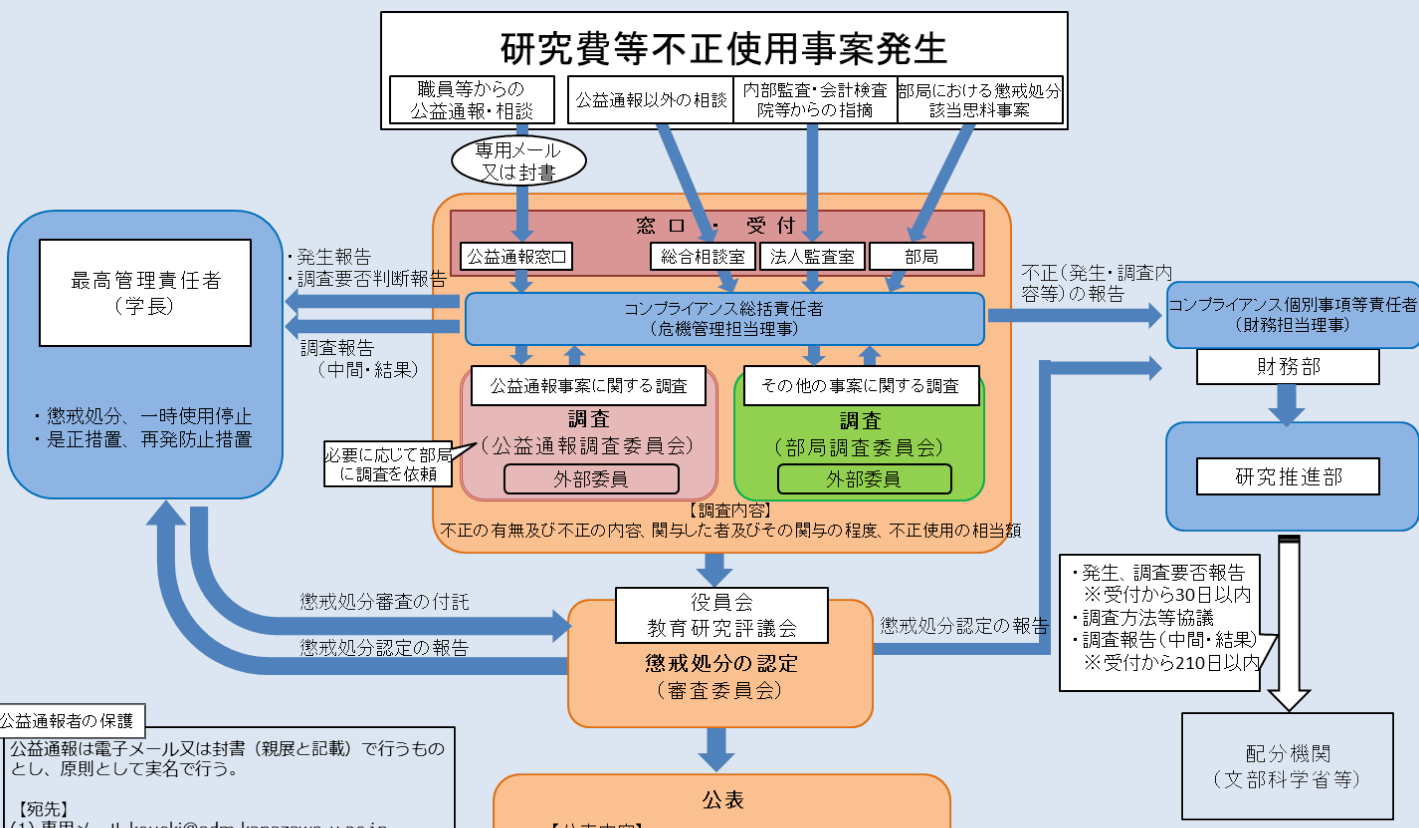 研究費等不正使用事案発生
職員等からの
公益通報・相談
公益通報以外の相談
内部監査・会計検査
院等からの指摘
部局における懲戒処分
該当思料事案
専用メール
又は封書
窓口・受付
公益通報窓口
総合相談室
法人監査室
部局
最高管理責任者
(学長)
・懲戒処分、一時使用停止
・是正措置、再発防止措置
・発生報告
・調査要否判断報告
調査報告
(中間・結果)
コンプライアンス総括責任者
(危機管理担当理事)
不正(発生・調査内
容等)の報告
コンプライアンス個別事項等責任者
(財務担当理事)
財務部
研究推進部
公益通報事案に関する調査
調査
(公益通報調査委員会)
外部委員
必要に応じて部局
に調査を依頼
その他の事案に関する調査
調査
(部局調査委員会)
外部委員
【調査内容】
不正の有無及び不正の内容、関与した者及びその関与の程度、不正使用の相当額
懲戒処分審査の付託
懲戒処分認定の報告
役員会
教育研究評議会
懲戒処分の認定
(審査委員会)
懲戒処分認定の報告
・発生、調査要否報告
※受付から30日以内
・調査方法等協議
・調査報告(中間・結果)
※受付から210日以内
配分機関
(文部科学省等)
公益通報者の保護
公益通報は電子メール又は封書（親展と記載）で行うもの
とし、原則として実名で行う。
【宛先】
(1) 専用メール koueki@adm.kanazawa-u.ac.jp
公表
【公表内容】